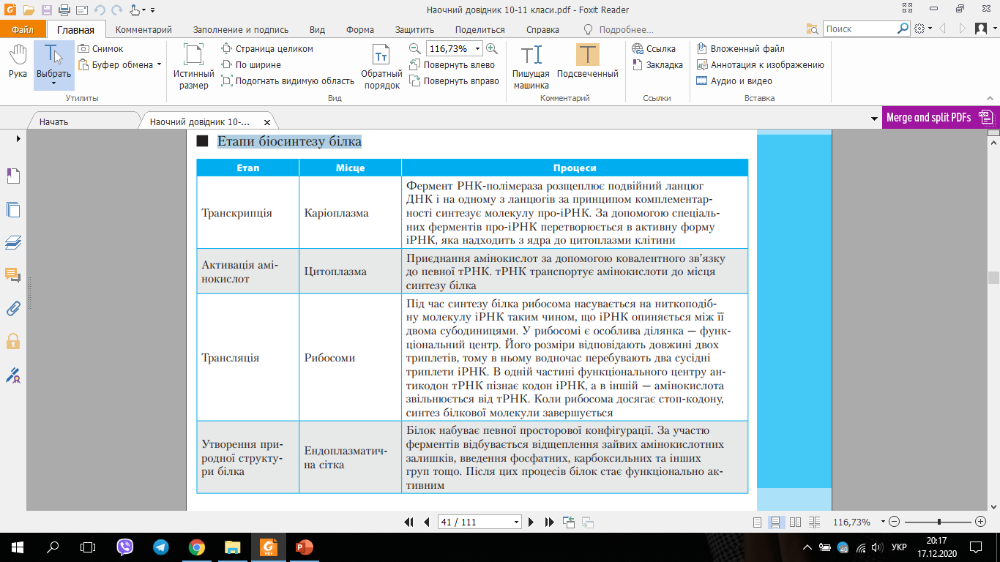 Наочний довідник 10-11 класи.pdf - Foxit Reader
Файл
Главная
Комментарий
Заполнение и подпись
Вид
Форма
Защитить
Поделиться
Справка
Подробнее...
Поиск
Рука
Выбрать
Снимок
Буфер обмена
Утилиты
Истинный размер
Страница целиком
По ширине
Подогнать видимую область
Обратный порядок
116,73%
Повернуть влево
Повернуть вправо
Вид
Пишущая машинка
Подсвеченный
Комментарий
Ссылка
Закладка
Ссылки
Вложенный файл
Аннотация к изображению
Аудио и видео
Вставка
Начать
Наочний довідник 10-...
Merge and split PDFs
Етапи біосинтезу білка
Етап
Місце
Процеси
Транскрипція
Каріоплазма
Фермент РНК-полімераза розщеплює подвійний ланцюг
ДНК і на одному з ланцюгів за принципом комплементар-
ності синтезує молекулу про-іРНК. За допомогою спеціаль-
них ферментів про-іРНК перетворюється в активну форму
іРНК, яка надходить з ядра до цитоплазми клітини
Активація амі-
нокислот
Цитоплазма
Приєднання амінокислот за допомогою ковалентного зв’язку
до певної тРНК. тРНК транспортує амінокислоти до місця
синтезу білка
Трансляція
Рибосоми
Під час синтезу білка рибосома насувається на ниткоподіб-
ну молекулу іРНК таким чином, що іРНК опиняється між її
двома субодиницями. У рибосомі є особлива ділянка — функ-
ціональний центр. Його розміри відповідають довжині двох
триплетів, тому в ньому водночас перебувають два сусідні
триплети іРНК. В одній частині функціонального центру ан-
тикодон тРНК пізнає кодон іРНК, а в іншій — амінокислота
звільнюється від тРНК. Коли рибосома досягає стоп-кодону,
синтез білкової молекули завершується
Утворення при-
родної структу-
ри білка
Ендоплазматич-
на сітка
Білок набуває певної просторової конфігурації. За участю
ферментів відбувається відщеплення зайвих амінокислотних
залишків, введення фосфатних, карбоксильних та інших
груп тощо. Після цих процесів білок стає функціонально ак-
тивним
41 / 111
116,73%
40
УКР
20:17
17.12.2020